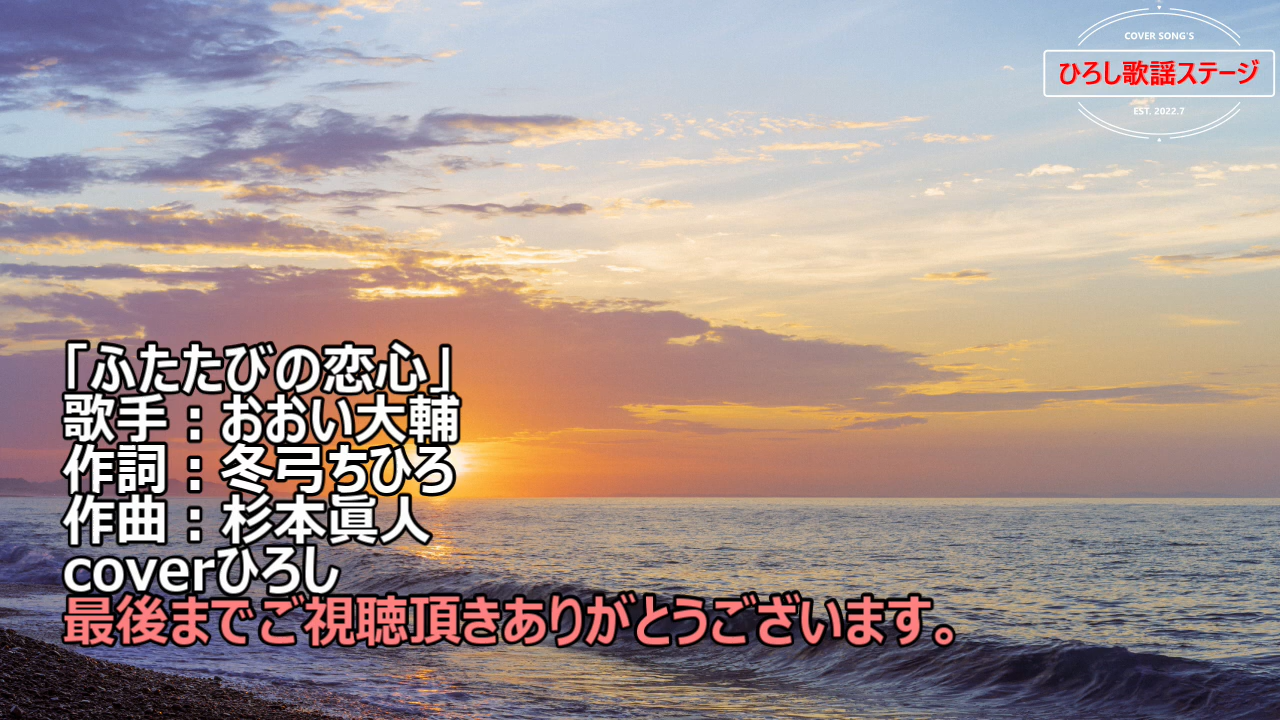 COVER SONG'S
ひろし歌謡ステージ
EST. 2022.7
「ふたたびの恋心」
歌手：おおい大輔
作詞：冬弓ちひろ
作曲：杉本眞人
coverひろし
最後までご視聴頂きありがとうございます。